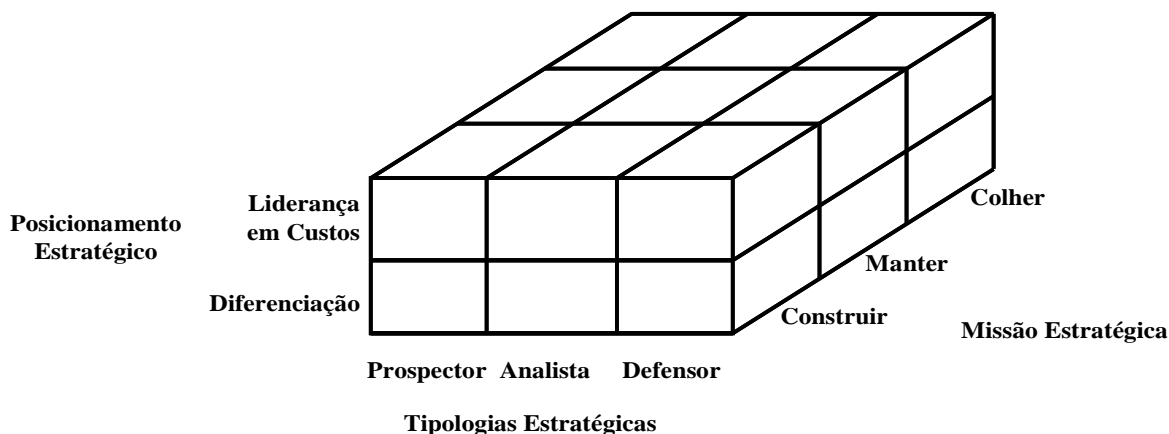 Posicionamento
Estratégico
Liderança
em Custos
Diferenciação
Colher
Manter
Construir
Missão Estratégica
Prospector
Analista
Defensor
Tipologias Estratégicas